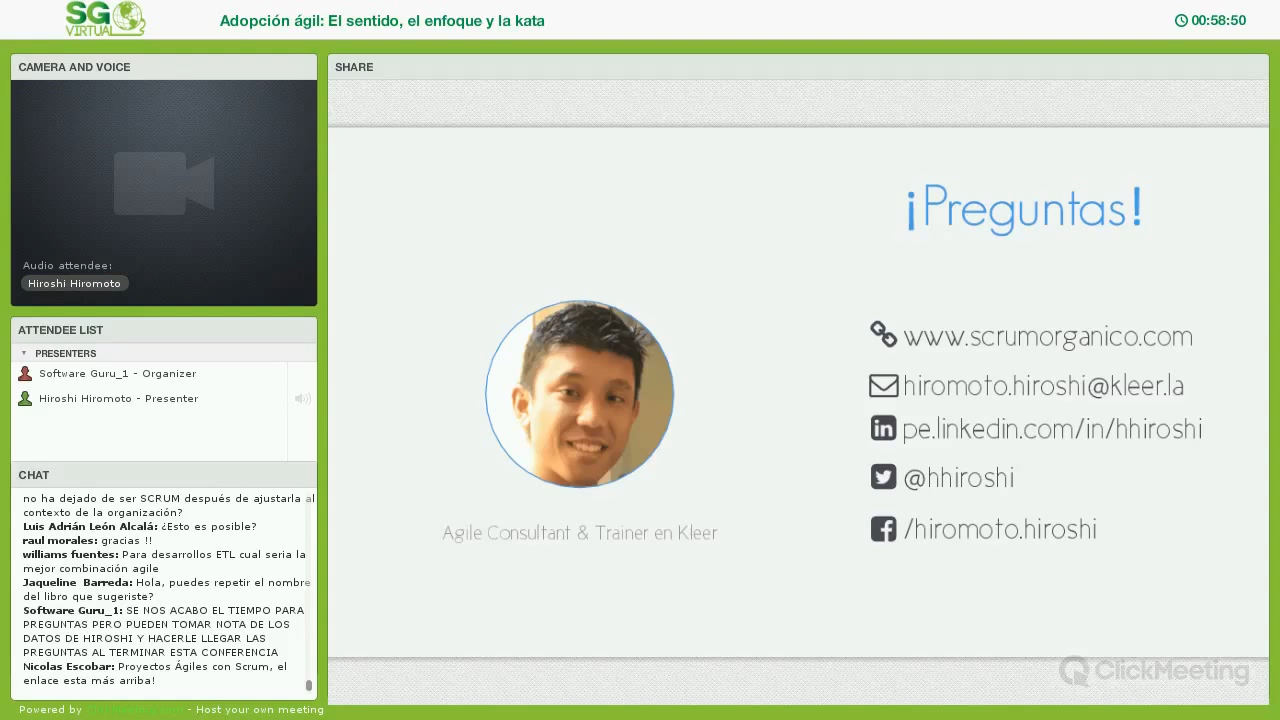 SG
VIRTUAL
Adopción ágil: El sentido, el enfoque y la kata
00:58:50
CAMERA AND VOICE
Audio attendee:
Hiroshi Hiromoto
ATTENDEE LIST
PRESENTERS
Software Guru_1 - Organizer
Hiroshi Hiromoto - Presenter
CHAT
no ha dejado de ser SCRUM después de ajustarla al
contexto de la organización?
Luis Adrián León Alcalá: ¿Esto es posible?
raul morales: gracias !!
williams fuentes: Para desarrollos ETL cual seria la
mejor combinación agile
Jaqueline Barreda: Hola, puedes repetir el nombre
del libro que sugeriste?
Software Guru_1: SE NOS ACABO EL TIEMPO PARA
PREGUNTAS PERO PUEDEN TOMAR NOTA DE LOS
DATOS DE HIROSHI Y HACERLE LLEGAR LAS
PREGUNTAS AL TERMINAR ESTA CONFERENCIA
Nicolas Escobar: Proyectos Ágiles con Scrum, el
enlace esta más arriba!
Powered by ClickMeeting.com - Host your own meeting
SHARE
¡Preguntas!
www.scrumorganico.com
hiromoto.hiroshi@kleer.la
pe.linkedin.com/in/hhiroshi
@hhiroshi
/hiromoto.hiroshi
Agile Consultant & Trainer en Kleer
ClickMeeting